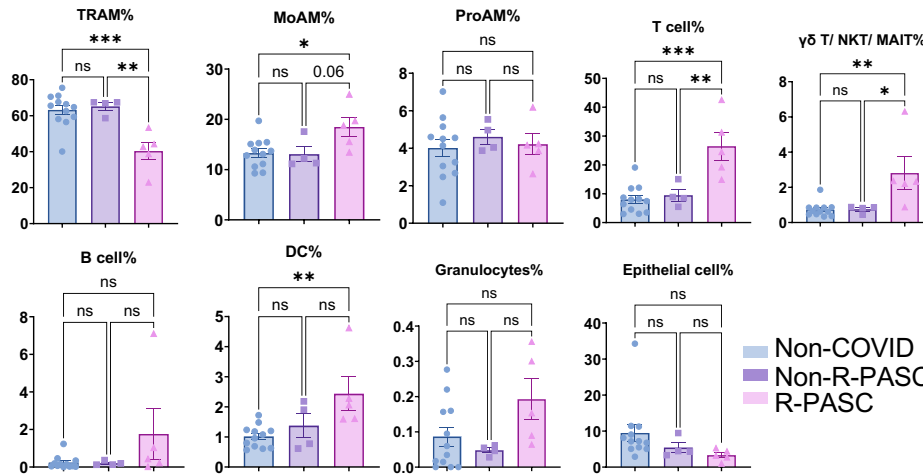 TRAM%
***
ns
**
80
60
40
20
0
MoAM%
*
ns
0.06
30
20
10
0
ProAM%
ns
ns
ns
8
6
4
2
0
T cell%
***
ns
**
50
40
30
20
10
0
γδ T/ NKT/ MAIT%
**
ns
*
8
6
4
2
0
B cell%
ns
ns
ns
8
6
4
2
0
DC%
**
ns
ns
5
4
3
2
1
0
Granulocytes%
ns
ns
ns
0.4
0.3
0.2
0.1
0.0
Epithelial cell%
ns
ns
ns
40
30
20
10
0
Non-COVID
Non-R-PASC
R-PASC